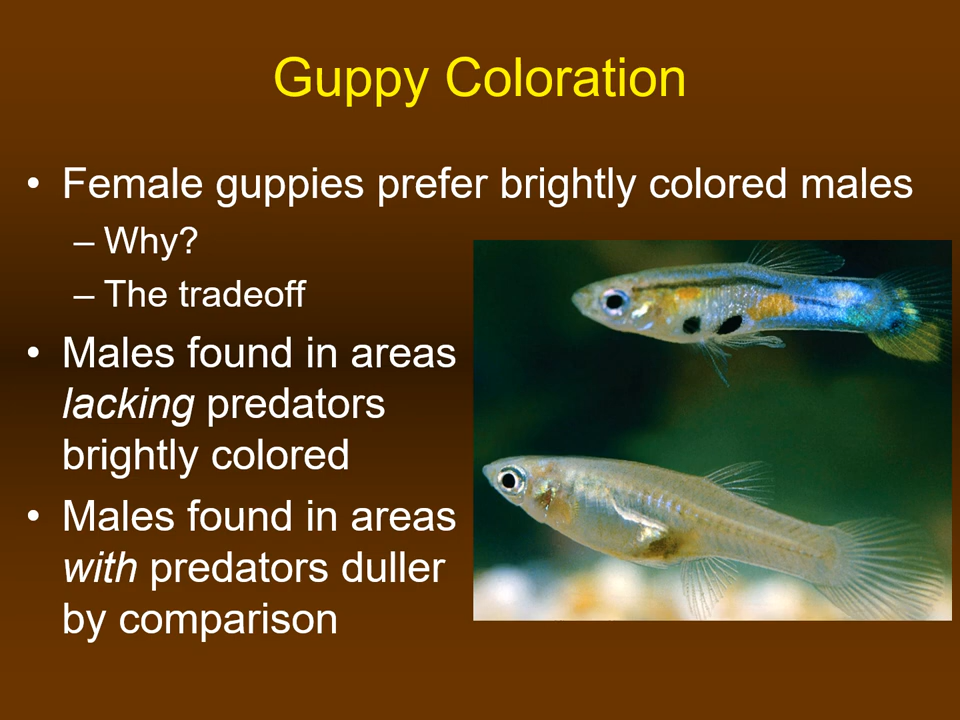 Guppy Coloration
• Female guppies prefer brightly colored males
– Why?
– The tradeoff
• Males found in areas
lacking predators
brightly colored
• Males found in areas
with predators duller
by comparison